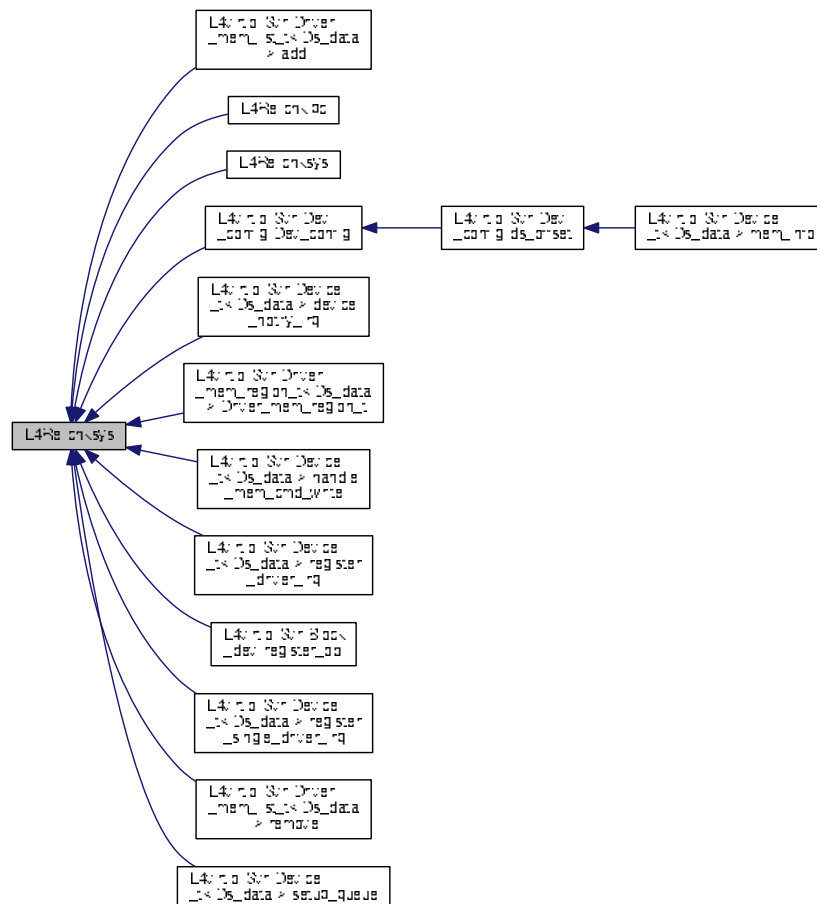 L4virtio::Svr::Driver
_mem_list_t< Ds_data
>::add
L4Re::chkipc
L4Re::chksys
L4virtio::Svr::Dev
_config::Dev_config
L4virtio::Svr::Dev
_config::ds_offset
L4virtio::Svr::Device
_t< Ds_data >::mem_info
L4virtio::Svr::Device
_t< Ds_data >::device
_notify_irq
L4virtio::Svr::Driver
_mem_region_t< Ds_data
>::Driver_mem_region_t
L4Re::chksys
L4virtio::Svr::Device
_t< Ds_data >::handle
_mem_cmd_write
L4virtio::Svr::Device
_t< Ds_data >::register
_driver_irq
L4virtio::Svr::Block
_dev::register_obj
L4virtio::Svr::Device
_t< Ds_data >::register
_single_driver_irq
L4virtio::Svr::Driver
_mem_list_t< Ds_data
>::remove
L4virtio::Svr::Device
_t< Ds_data >::setup_queue